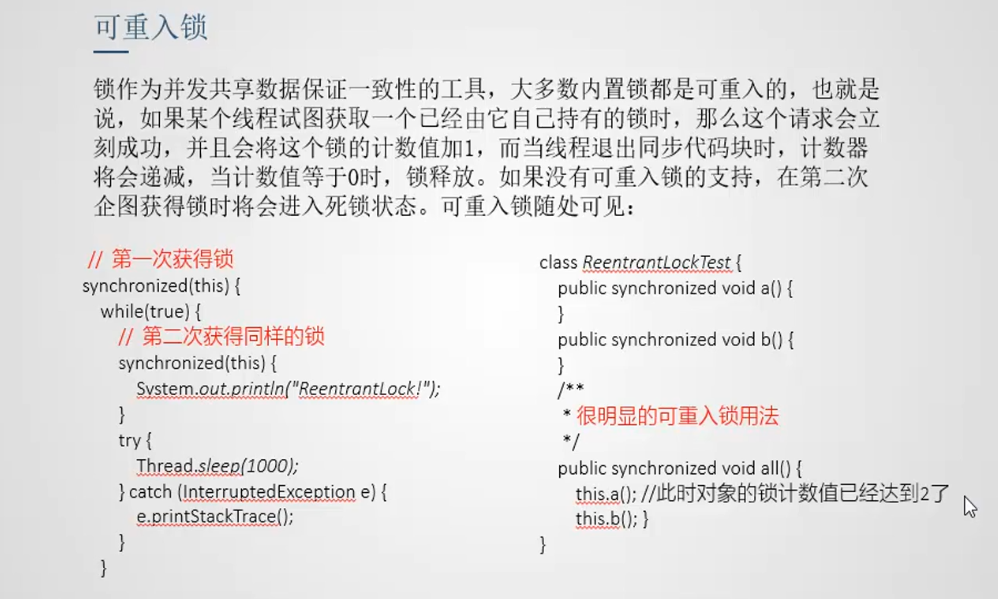 可重入锁
锁作为并发共享数据保证一致性的工具，大多数内置锁都是可重入的，也就是
说，如果某个线程试图获取一个已经由它自己持有的锁时，那么这个请求会立
刻成功，并且会将这个锁的计数值加1，而当线程退出同步代码块时，计数器
将会递减，当计数值等于0时，锁释放。如果没有可重入锁的支持，在第二次
企图获得锁时将会进入死锁状态。可重入锁随处可见：
// 第一次获得锁
synchronized(this) {
while(true) {
// 第二次获得同样的锁
synchronized(this) {
System.out.println("ReentrantLock!");
}
try {
Thread.sleep(1000);
} catch (InterruptedException e) {
e.printStackTrace();
}
}
class ReentrantLockTest {
public synchronized void a() {
}
public synchronized void b() {
}
/**
* 很明显的可重入锁用法
*/
public synchronized void all() {
this.a(); //此时对象的锁计数值已经达到2了
this.b(); }
}